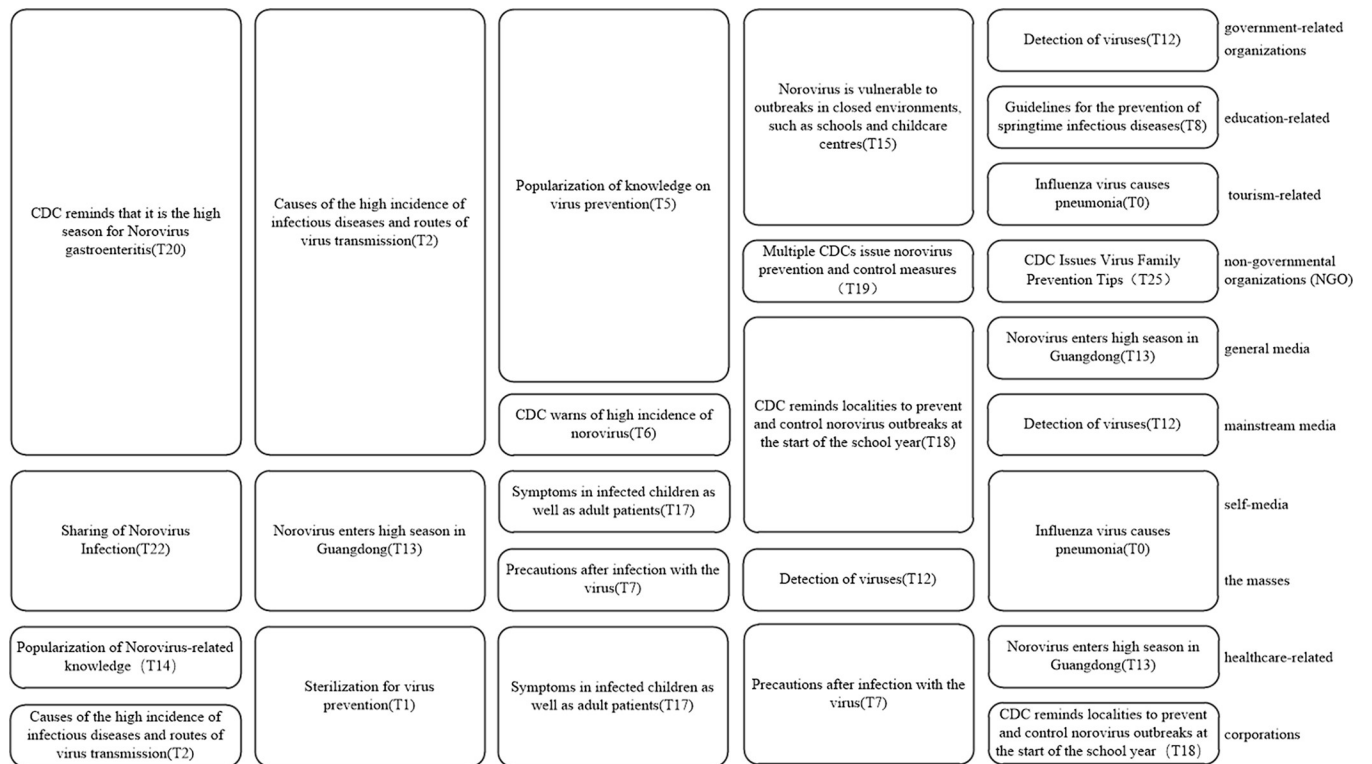 CDC reminds that it is the high
season for Norovirus
gastroenteritis(T20)
Sharing of Norovirus
Infection(T22)
Popularization of Norovirus-related
knowledge（T14）
Causes of the high incidence of
infectious diseases and routes of
virus transmission(T2)
Causes of the high incidence of
infectious diseases and routes of
virus transmission(T2)
Norovirus enters high season in
Guangdong(T13)
Sterilization for virus
prevention(T1)
Popularization of knowledge on
virus prevention(T5)
CDC warns of high incidence of
norovirus(T6)
Symptoms in infected children as
well as adult patients(T17)
Precautions after infection with the
virus(T7)
Symptoms in infected children as
well as adult patients(T17)
Norovirus is vulnerable to
outbreaks in closed environments,
such as schools and childcare
centres(T15)
Multiple CDCs issue norovirus
prevention and control measures
（T19）
CDC reminds localities to prevent
and control norovirus outbreaks at
the start of the school year(T18)
Detection of viruses(T12)
Precautions after infection with the
virus(T7)
Detection of viruses(T12)
Guidelines for the prevention of
springtime infectious diseases(T8)
Influenza virus causes
pneumonia(T0)
CDC Issues Virus Family
Prevention Tips（T25）
Norovirus enters high season in
Guangdong(T13)
Detection of viruses(T12)
Influenza virus causes
pneumonia(T0)
Norovirus enters high season in
Guangdong(T13)
CDC reminds localities to prevent
and control norovirus outbreaks at
the start of the school year（T18）
government-related
organizations
education-related
tourism-related
non-governmental
organizations (NGO)
general media
mainstream media
self-media
the masses
healthcare-related
corporations